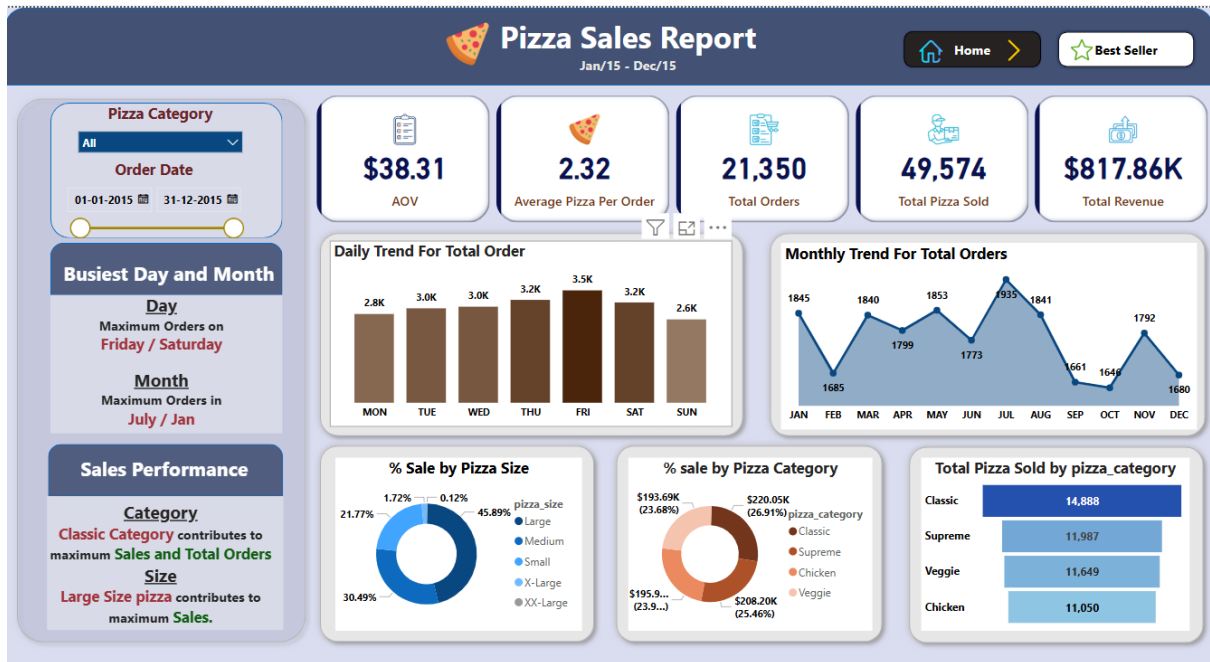 Pizza Sales Report
Jan/15 - Dec/15
Home
Best Seller
Pizza Category
All
Order Date
01-01-2015
31-12-2015
Busiest Day and Month
Day
Maximum Orders on
Friday / Saturday
Month
Maximum Orders in
July / Jan
Sales Performance
Category
Classic Category contributes to
maximum Sales and Total Orders
Size
Large Size pizza contributes to
maximum Sales.
$38.31
AOV
2.32
Average Pizza Per Order
21,350
Total Orders
49,574
Total Pizza Sold
$817.86K
Total Revenue
Daily Trend For Total Order
2.8K
3.0K
3.0K
3.2K
3.5K
3.2K
2.6K
MON TUE WED THU FRI SAT SUN
Monthly Trend For Total Orders
1845
1685
1840
1799
1853
1773
1935
1841
1661
1646
1792
1680
JAN FEB MAR APR MAY JUN JUL AUG SEP OCT NOV DEC
% Sale by Pizza Size
1.72%
0.12%
21.77%
45.89%
30.49%
pizza_size
Large
Medium
Small
X-Large
XX-Large
% sale by Pizza Category
$193.69K
(23.68%)
$220.05K
(26.91%)
$195.9...
(23.9...)
$208.20K
(25.46%)
pizza_category
Classic
Supreme
Chicken
Veggie
Total Pizza Sold by pizza_category
Classic 14,888
Supreme 11,987
Veggie 11,649
Chicken 11,050